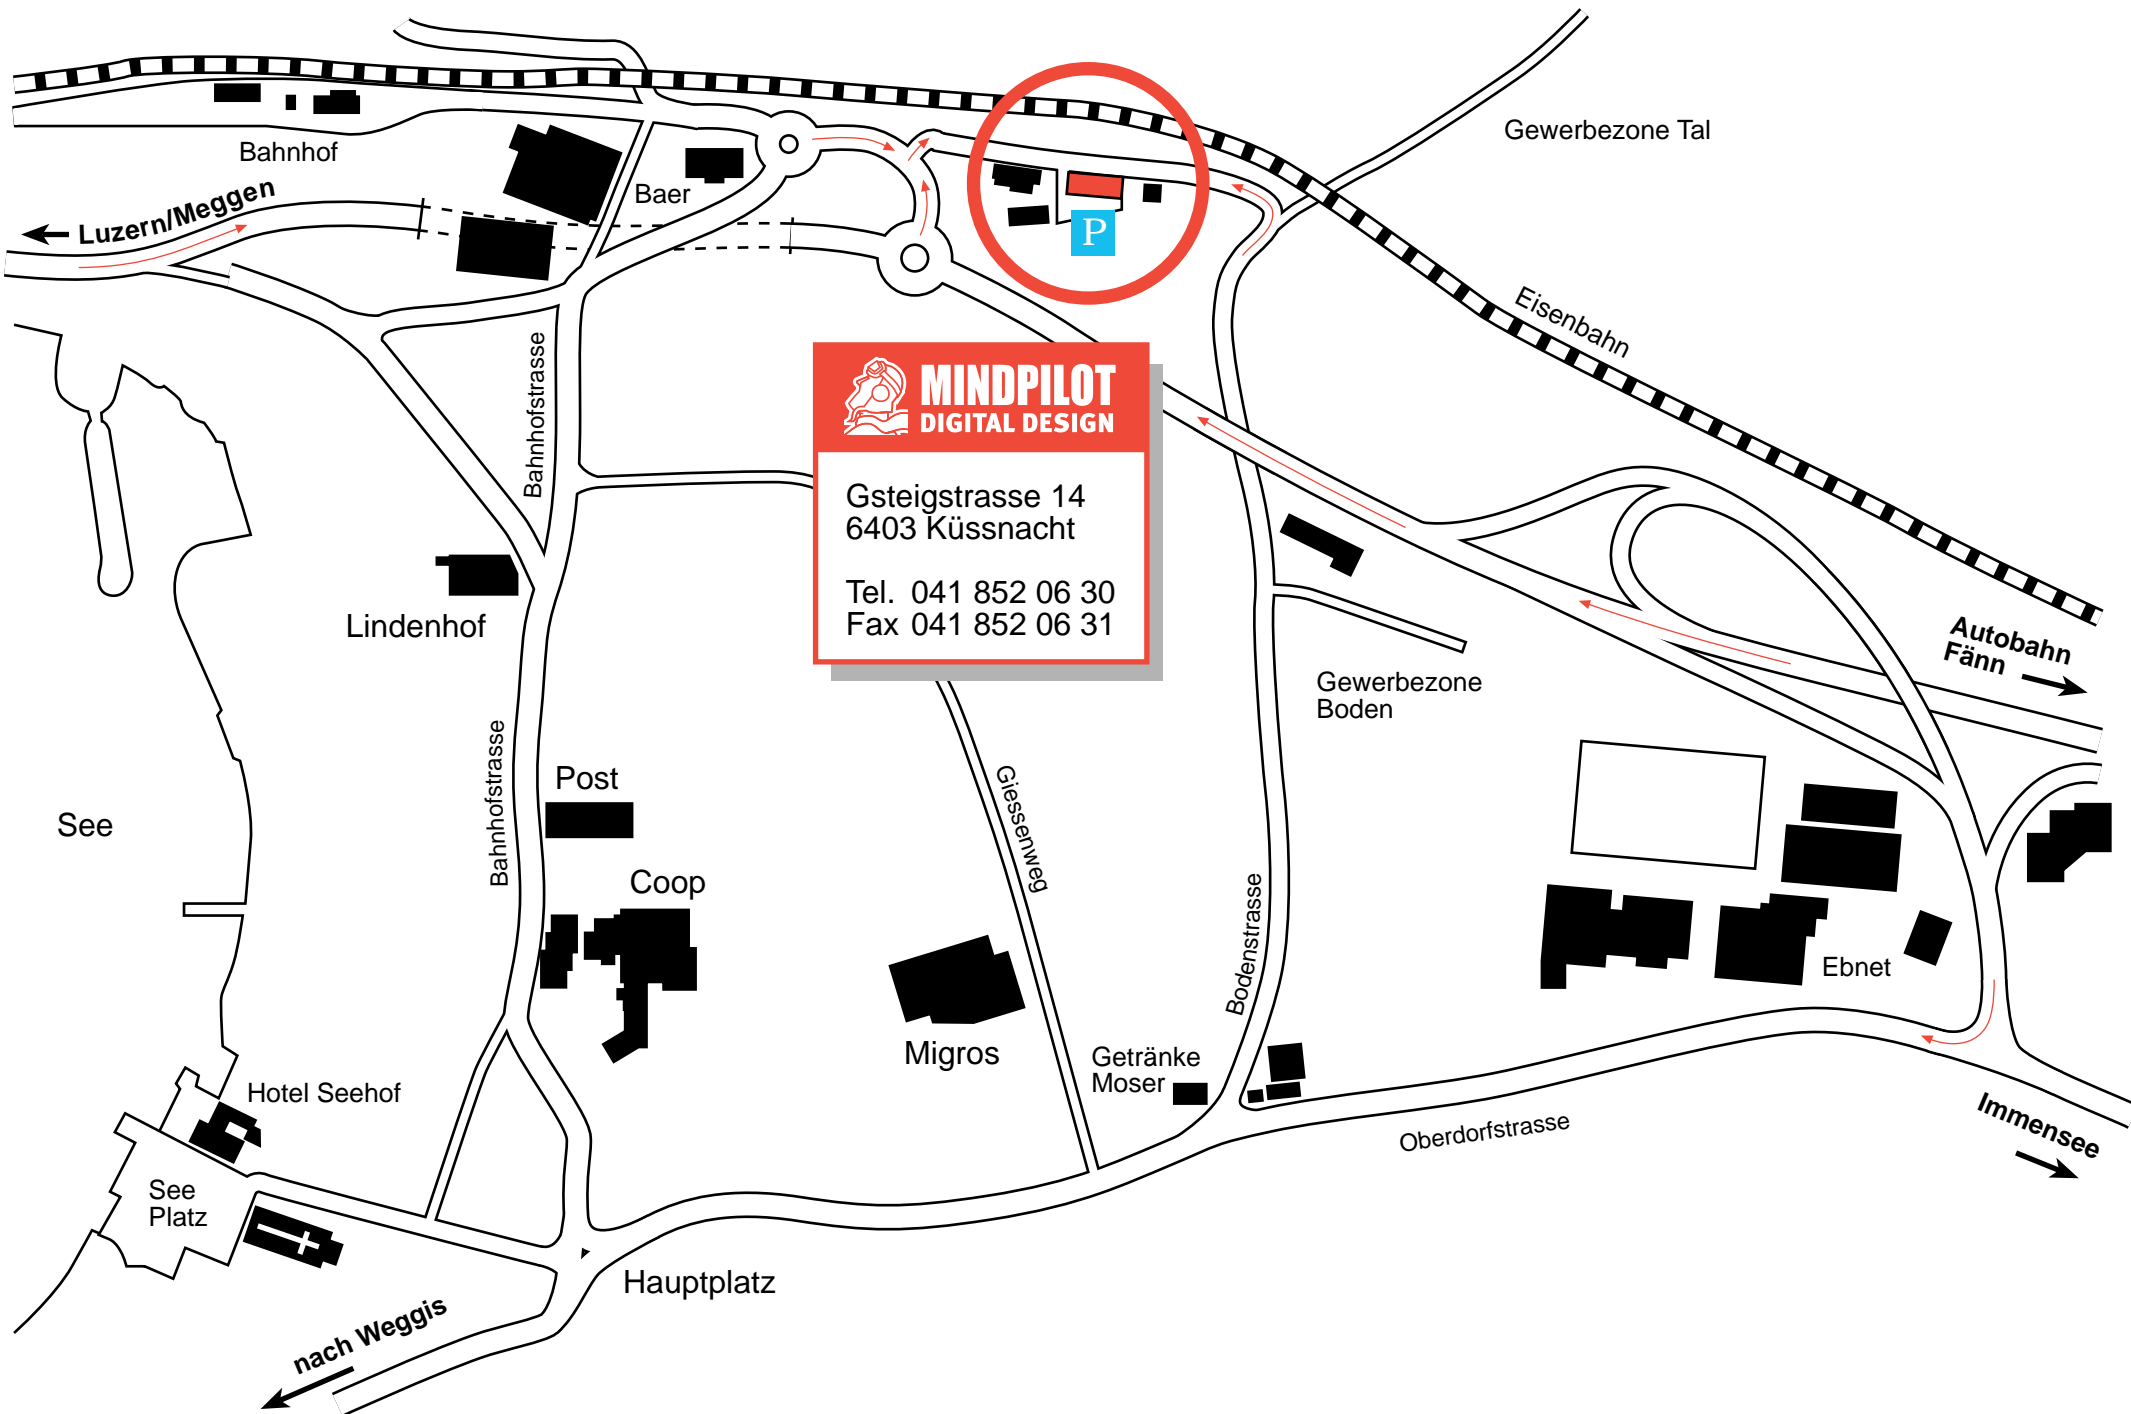 Gewerbezone Tal
Bahnhof
Baer
Luzern/Meggen
P
Eisenbahn
Bahnhofstrasse
MINDPILOT
DIGITAL DESIGN
Gsteigstrasse 14
6403 Küssnacht
Tel. 041 852 06 30
Fax 041 852 06 31
Lindenhof
Autobahn
Fänn
Gewerbezone
Boden
Bahnhofstrasse
Post
See
Giessenweg
Coop
Bodenstrasse
Ebnet
Migros
Getränke
Moser
Hotel Seehof
Oberdorfstrasse
Immensee
See
Platz
Hauptplatz
nach Weggis